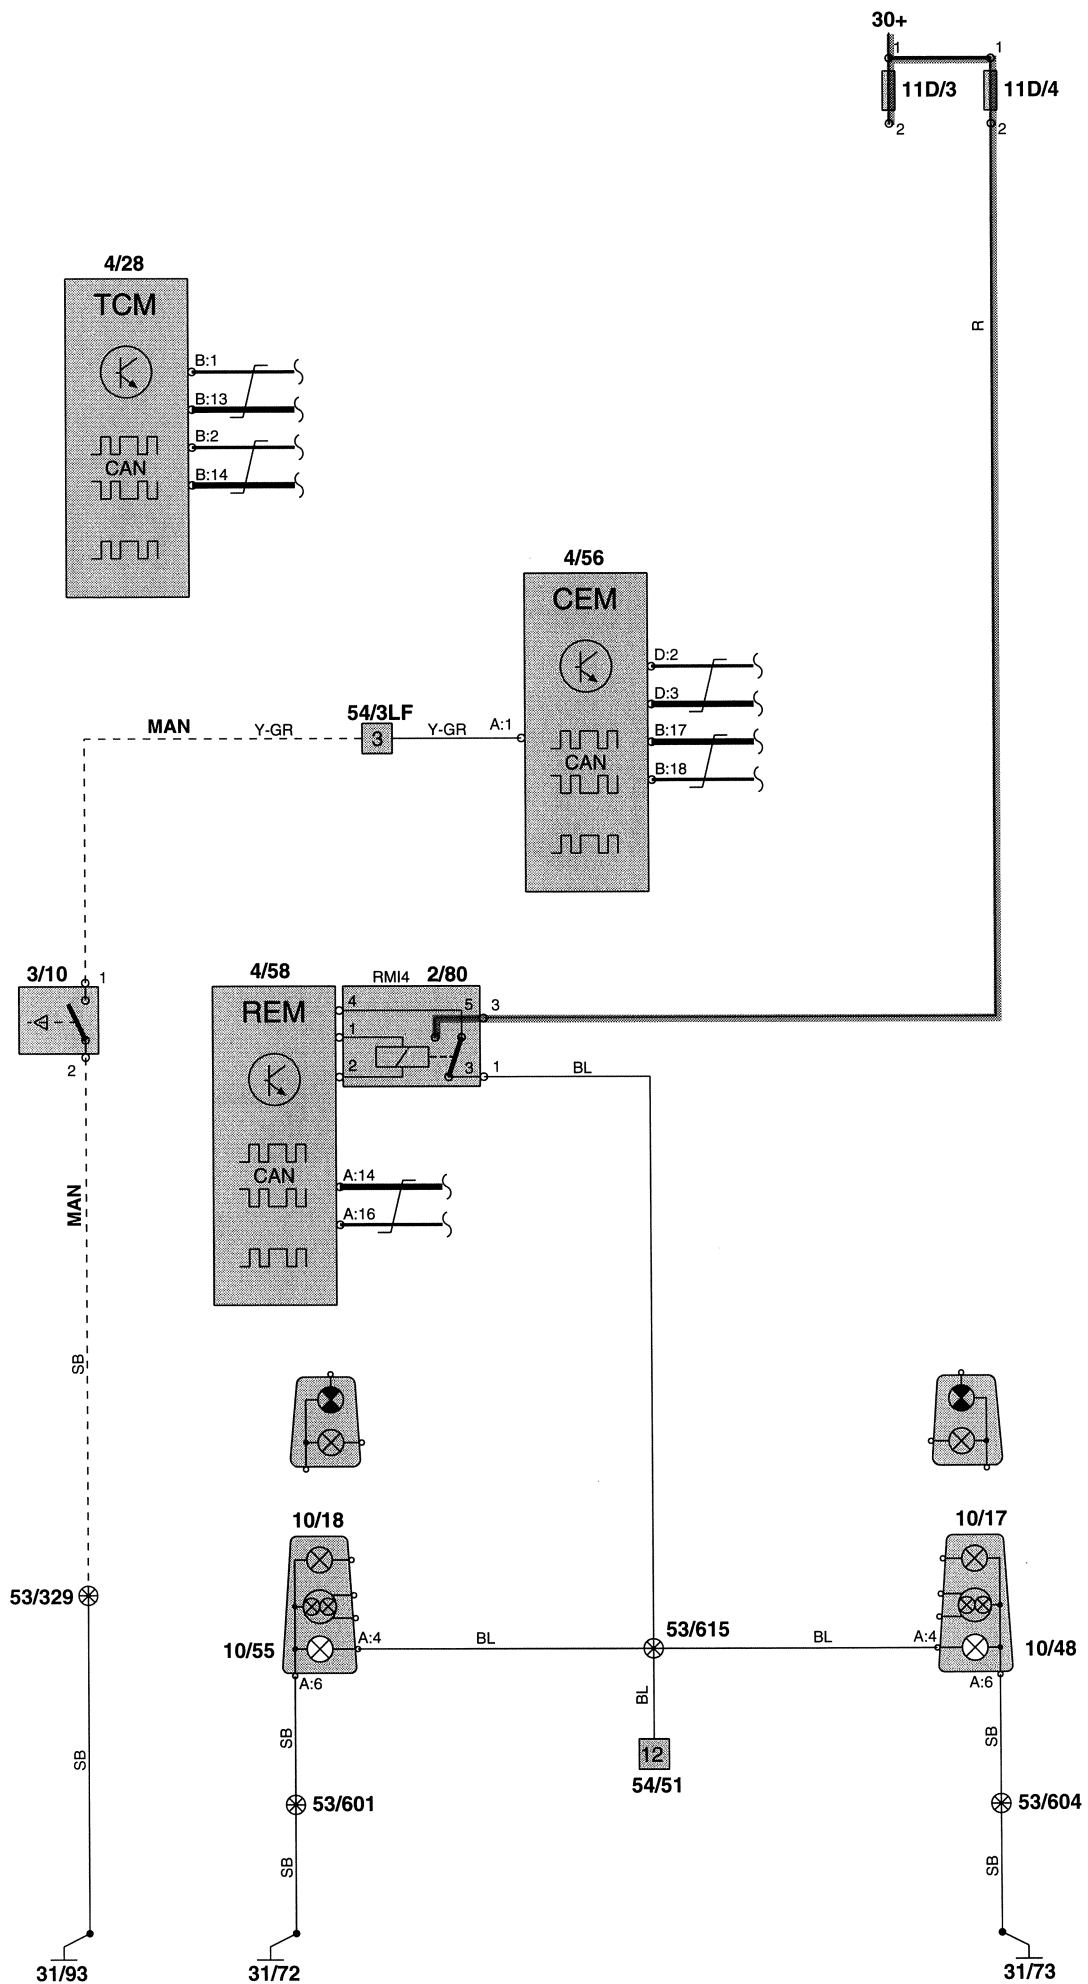 30+
1 1
11D/3 11D/4
2 2
R
4/28
TCM
B:1
B:13
B:2
CAN
B:14
4/56
CEM
D:2
D:3
54/3LF
MAN Y-GR 3 Y-GR A:1
B:17
CAN
B:18
3/10 1
4/58 RMI4 2/80
REM 4 5 3
1
2 3 1 BL
2
CAN
A:14
A:16
MAN
SB
10/18 10/17
53/329
53/615
10/55 A:4 BL BL A:4 10/48
A:6 A:6
BL
SB SB SB
12
54/51
53/601 53/604
SB SB
31/93 31/72 31/73